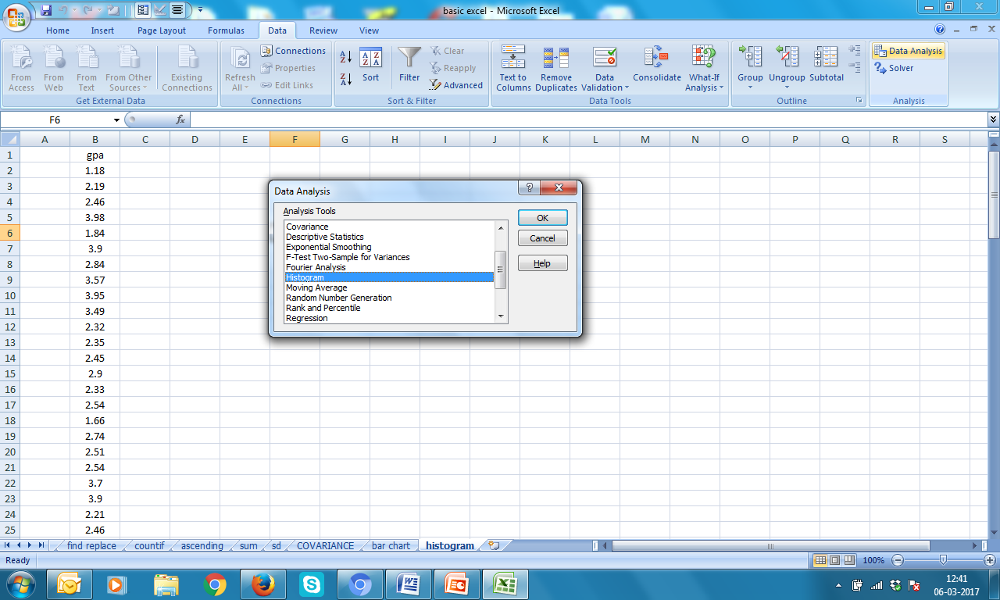 basic excel - Microsoft Excel
Home Insert Page Layout Formulas Data Review View
From Access
From Web
From Text
From Other Sources
Existing Connections
Get External Data
Refresh All
Connections
Properties
Edit Links
Connections
Sort
Filter
Clear
Reapply
Advanced
Sort & Filter
Text to Columns
Remove Duplicates
Data Validation
Consolidate
What-If Analysis
Data Tools
Group
Ungroup
Subtotal
Outline
Data Analysis
Solver
Analysis
F6 fx
A B C D E F G H I J K L M N O P Q R S
1 gpa
2 1.18
3 2.19
4 2.46
5 3.98
6 1.84
7 3.9
8 2.84
9 3.57
10 3.95
11 3.49
12 2.32
13 2.35
14 2.45
15 2.9
16 2.33
17 2.54
18 1.66
19 2.74
20 2.51
21 2.54
22 3.7
23 3.9
24 2.21
25 2.46
Data Analysis
Analysis Tools
Covariance
Descriptive Statistics
Exponential Smoothing
F-Test Two-Sample for Variances
Fourier Analysis
Histogram
Moving Average
Random Number Generation
Rank and Percentile
Regression
OK
Cancel
Help
find replace countif ascending sum sd COVARIANCE bar chart histogram
Ready 100%
12:41
06-03-2017